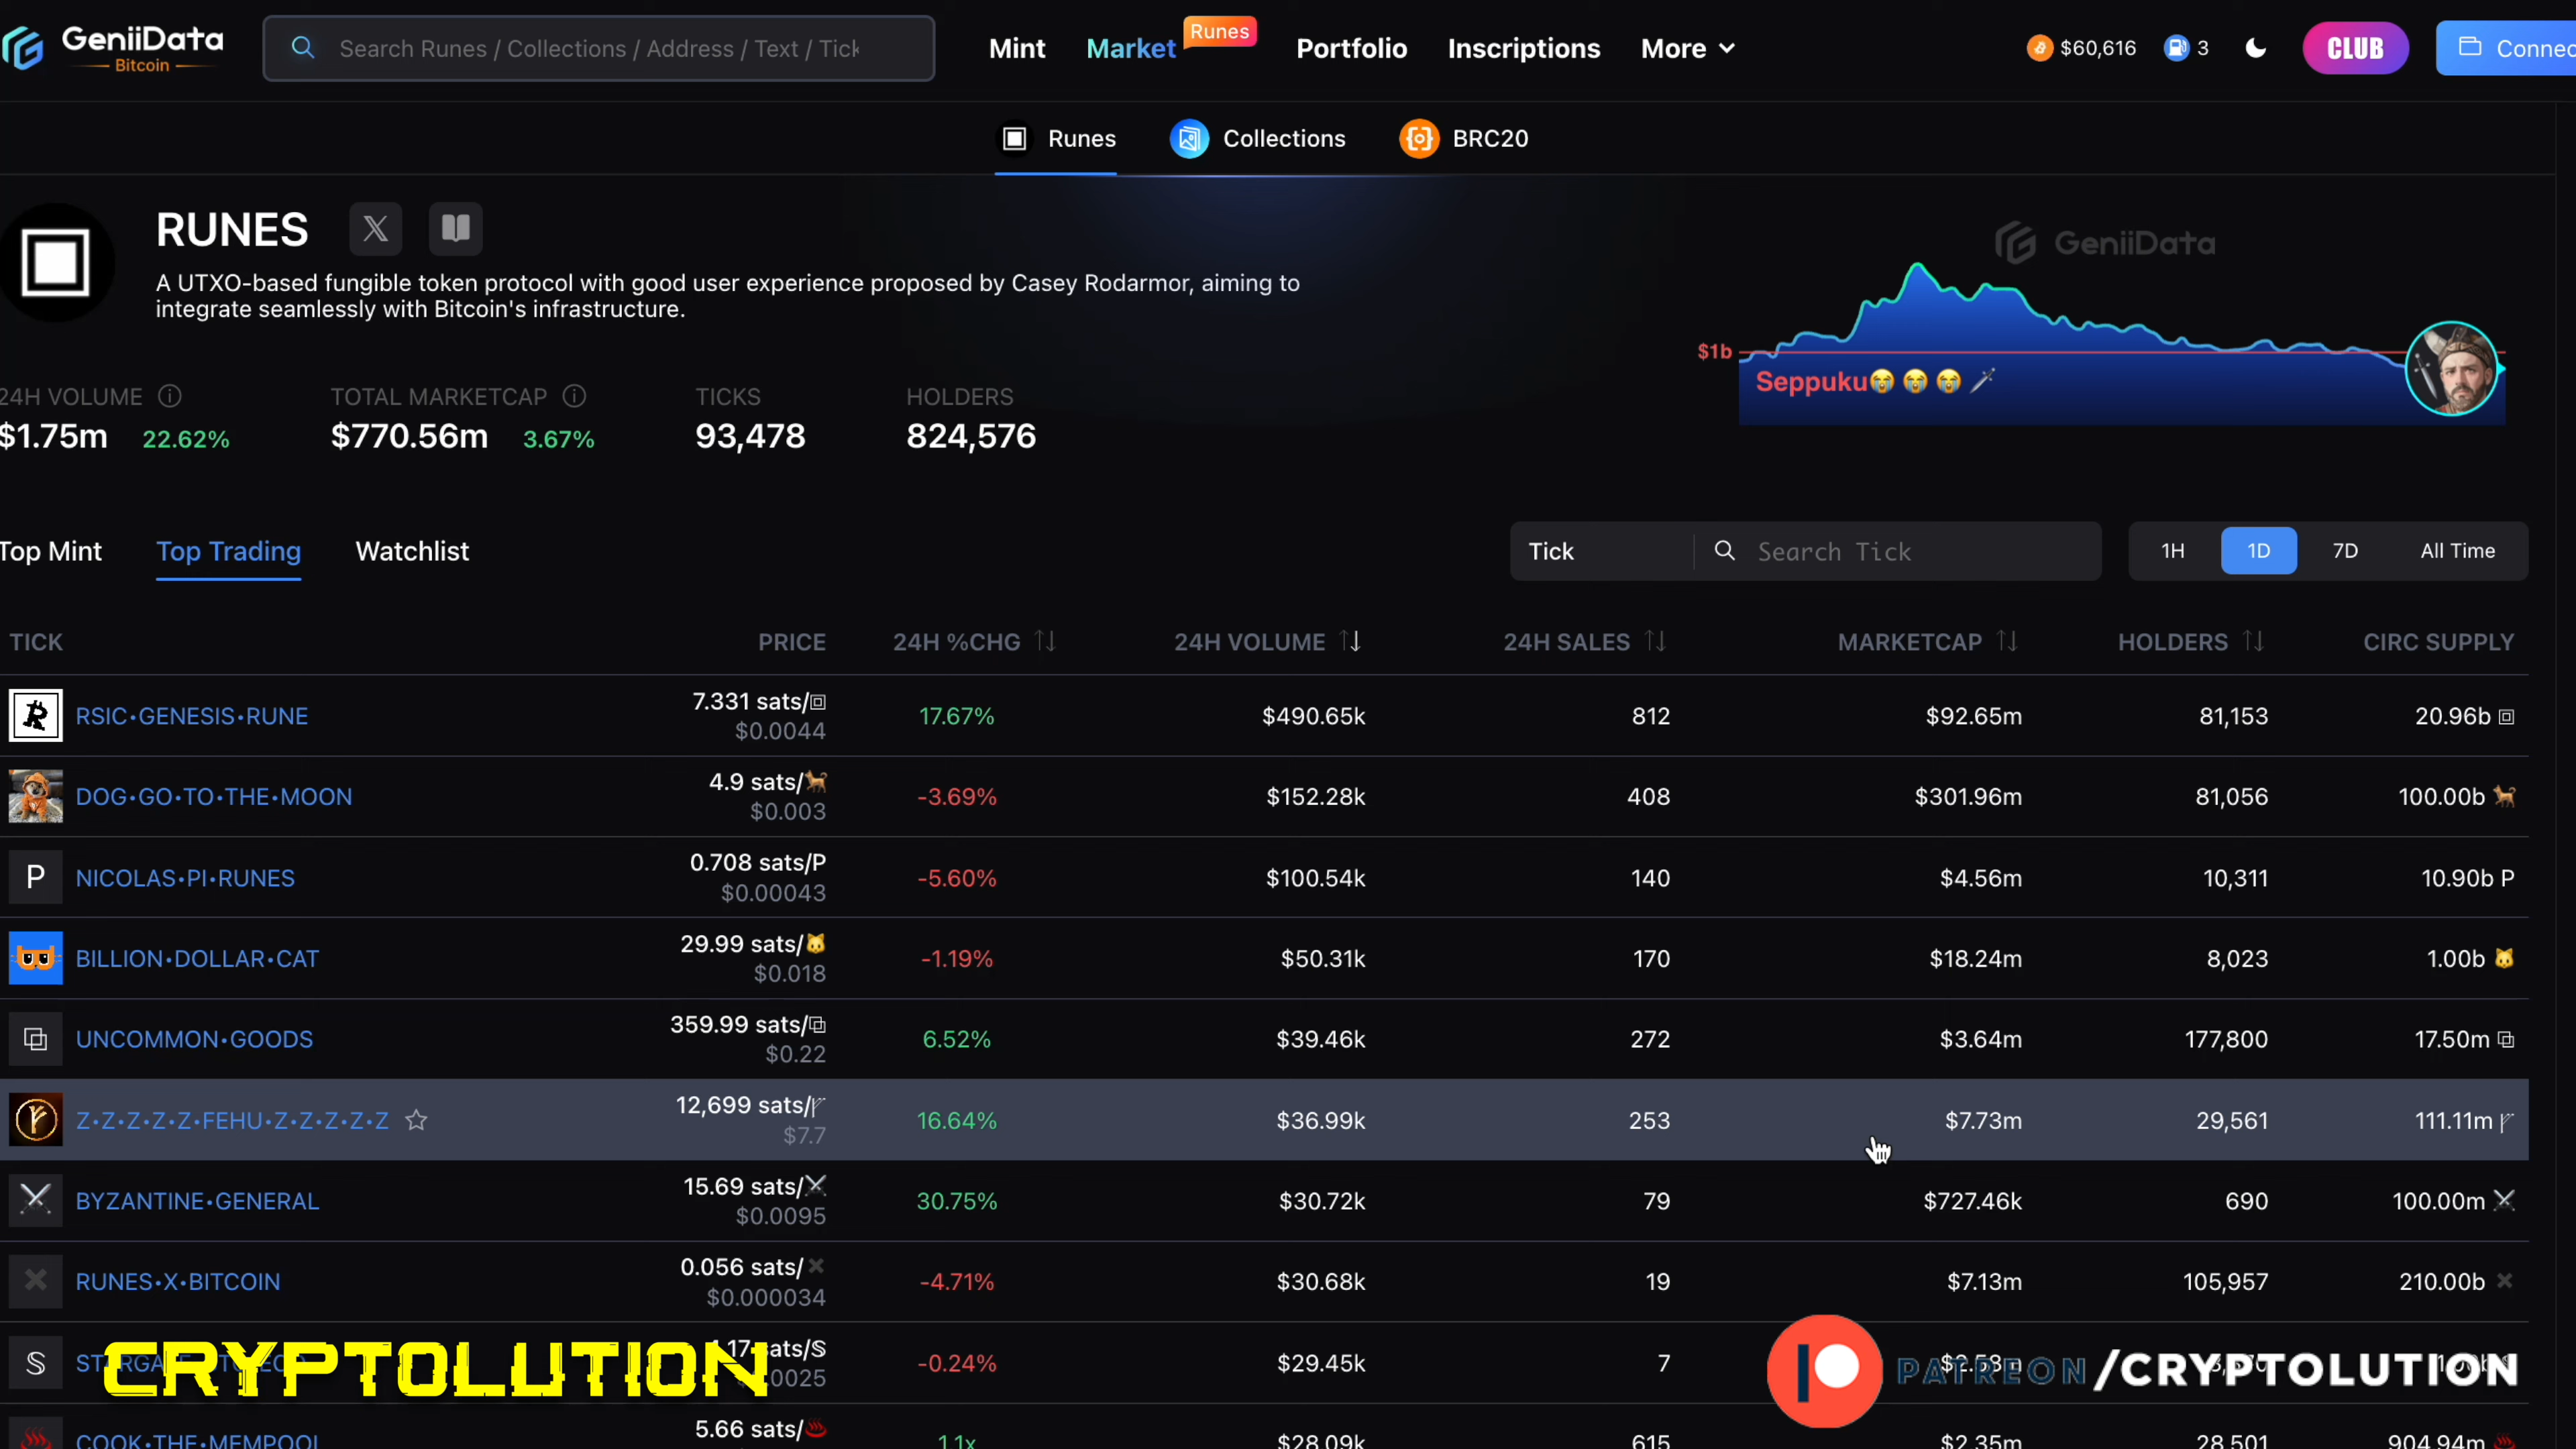 GeniiData
Bitcoin
Search Runes / Collections / Address / Text / Tick
Mint
Market
Runes
Portfolio
Inscriptions
More
$60,616
3
CLUB
Connec
Runes
Collections
BRC20
RUNES
A UTXO-based fungible token protocol with good user experience proposed by Casey Rodarmor, aiming to
integrate seamlessly with Bitcoin's infrastructure.
GeniiData
$1b
Seppuku😭😭😭🗡️
24H VOLUME
TOTAL MARKETCAP
TICKS
HOLDERS
$1.75m 22.62%
$770.56m 3.67%
93,478
824,576
Top Mint
Top Trading
Watchlist
Tick
Search Tick
1H
1D
7D
All Time
TICK PRICE 24H %CHG 24H VOLUME 24H SALES MARKETCAP HOLDERS CIRC SUPPLY
RSIC•GENESIS•RUNE 7.331 sats/▣ 17.67% $490.65k 812 $92.65m 81,153 20.96b ▣
$0.0044
DOG•GO•TO•THE•MOON 4.9 sats/🐕 -3.69% $152.28k 408 $301.96m 81,056 100.00b 🐕
$0.003
P NICOLAS•PI•RUNES 0.708 sats/P -5.60% $100.54k 140 $4.56m 10,311 10.90b P
$0.00043
BILLION•DOLLAR•CAT 29.99 sats/🐱 -1.19% $50.31k 170 $18.24m 8,023 1.00b 🐱
$0.018
⧉ UNCOMMON•GOODS 359.99 sats/⧉ 6.52% $39.46k 272 $3.64m 177,800 17.50m ⧉
$0.22
Z•Z•Z•Z•Z•FEHU•Z•Z•Z•Z•Z 12,699 sats/ᚠ 16.64% $36.99k 253 $7.73m 29,561 111.11m ᚠ
$7.7
⚔ BYZANTINE•GENERAL 15.69 sats/⚔ 30.75% $30.72k 79 $727.46k 690 100.00m ⚔
$0.0095
✖ RUNES•X•BITCOIN 0.056 sats/✖ -4.71% $30.68k 19 $7.13m 105,957 210.00b ✖
$0.000034
CRYPTOLUTION
-0.24% $29.45k 7
PATREON/CRYPTOLUTION
COOK•THE•MEMPOOL 5.66 sats/♨ 1.1x $28.09k 615 $2.35m 28,501 904.94m ♨